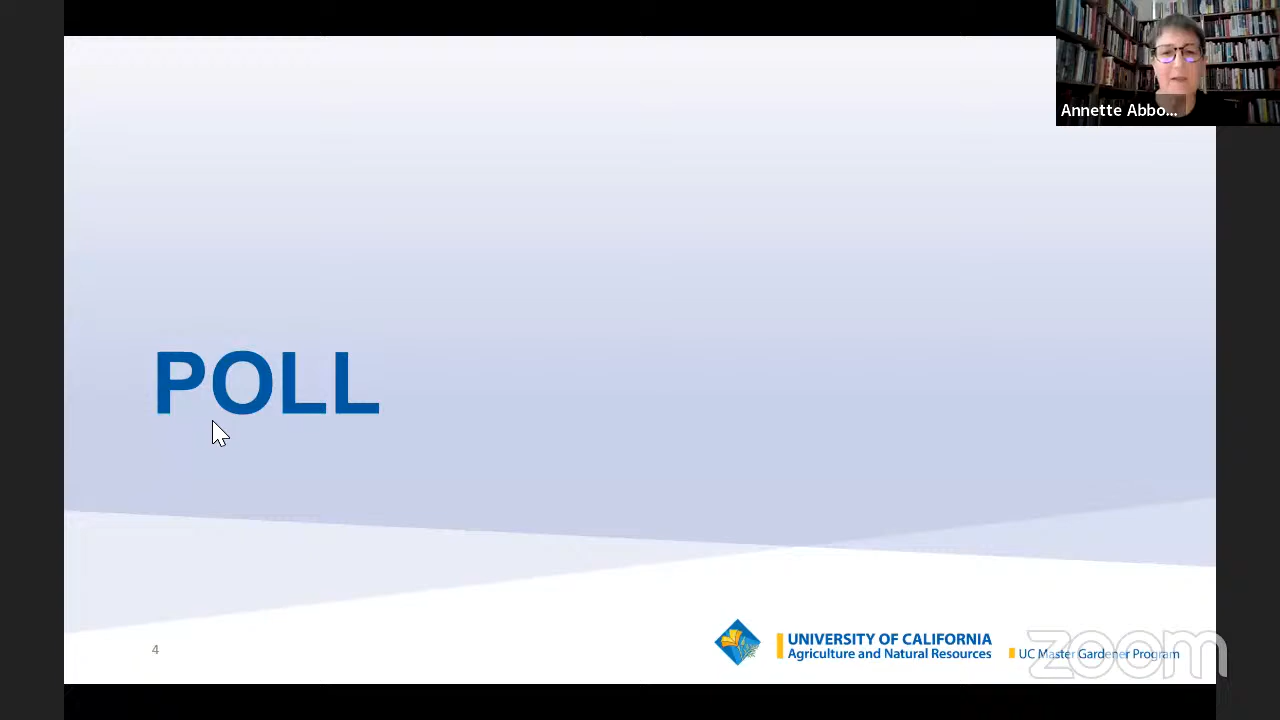 Annette Abbo...
POLL
4
UNIVERSITY OF CALIFORNIA
Agriculture and Natural Resources
UC Master Gardener Program
zoom